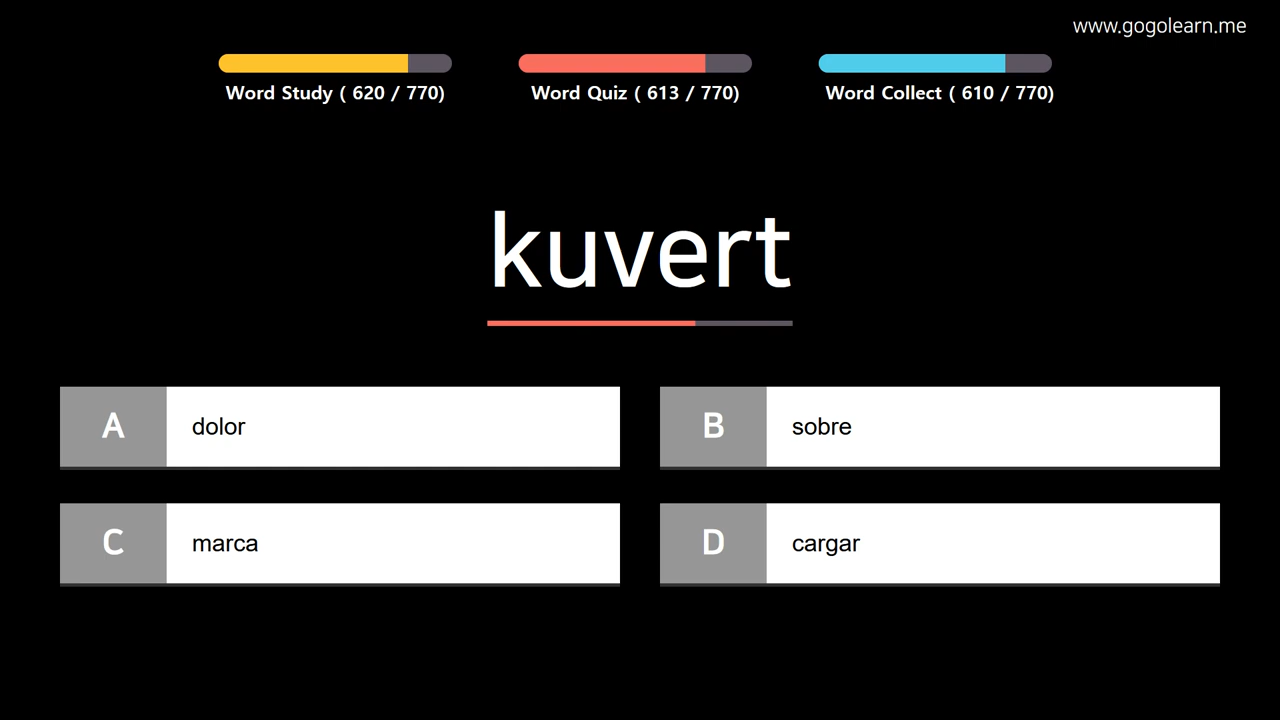 www.gogolearn.me
Word Study ( 620 / 770)
Word Quiz ( 613 / 770)
Word Collect ( 610 / 770)
kuvert
A dolor
B sobre
C marca
D cargar